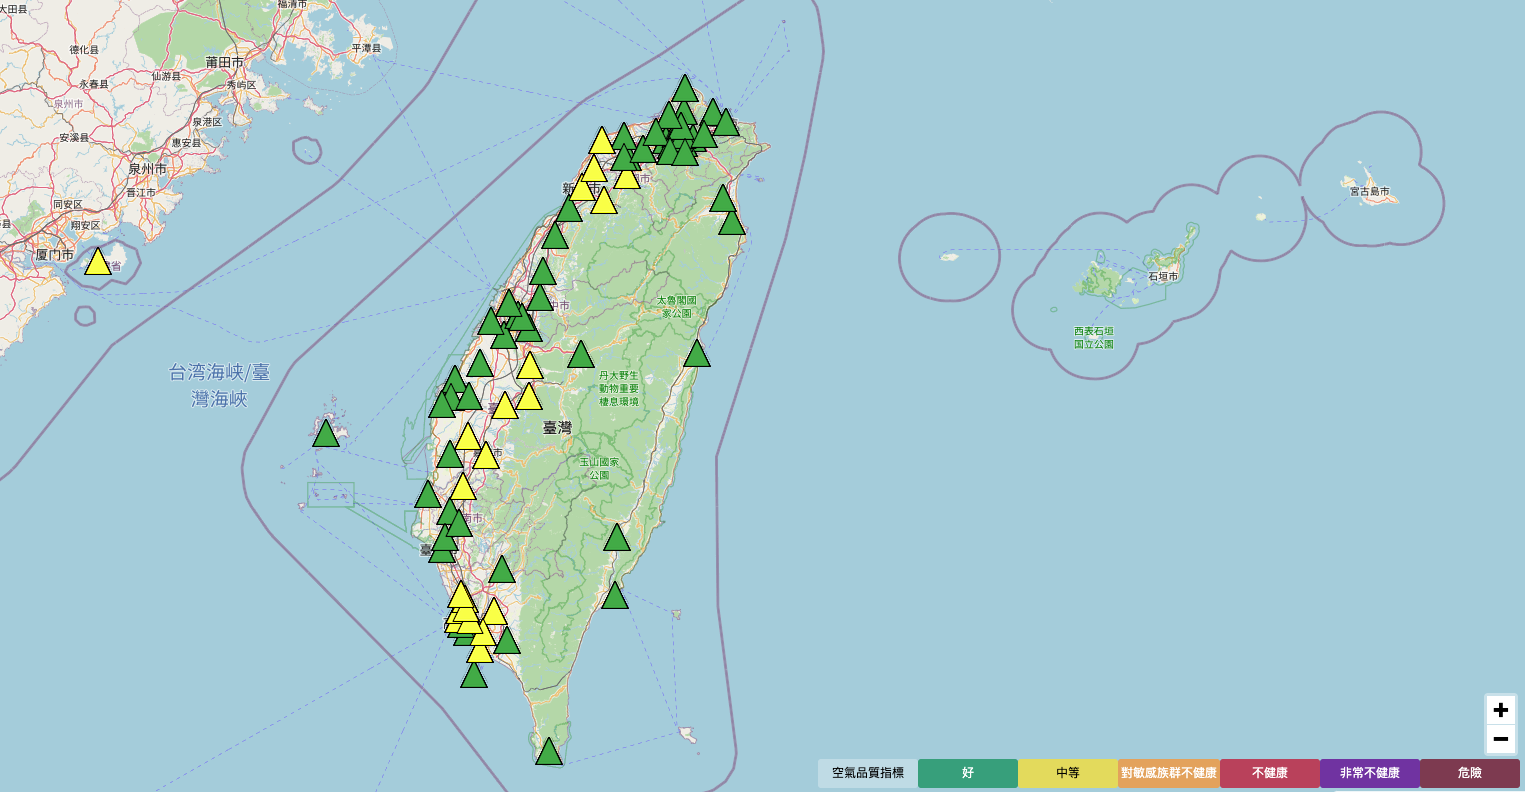 大田县
福清市
德化县
平潭县
莆田市
仙游县
永春县
秀屿区
泉州市
泉港区
安溪县
惠安县
泉州市
晋江市
同安区
翔安区
厦门市
省
新
市
宮古島市
石垣市
西表石垣
国立公園
太魯閣國
家公園
中市
台湾海峡/臺
灣海峽
丹大野生
動物重要
棲息環境
臺灣
市
玉山國家
公園
南市
臺
+
−
空氣品質指標
好
中等
對敏感族群不健康
不健康
非常不健康
危險